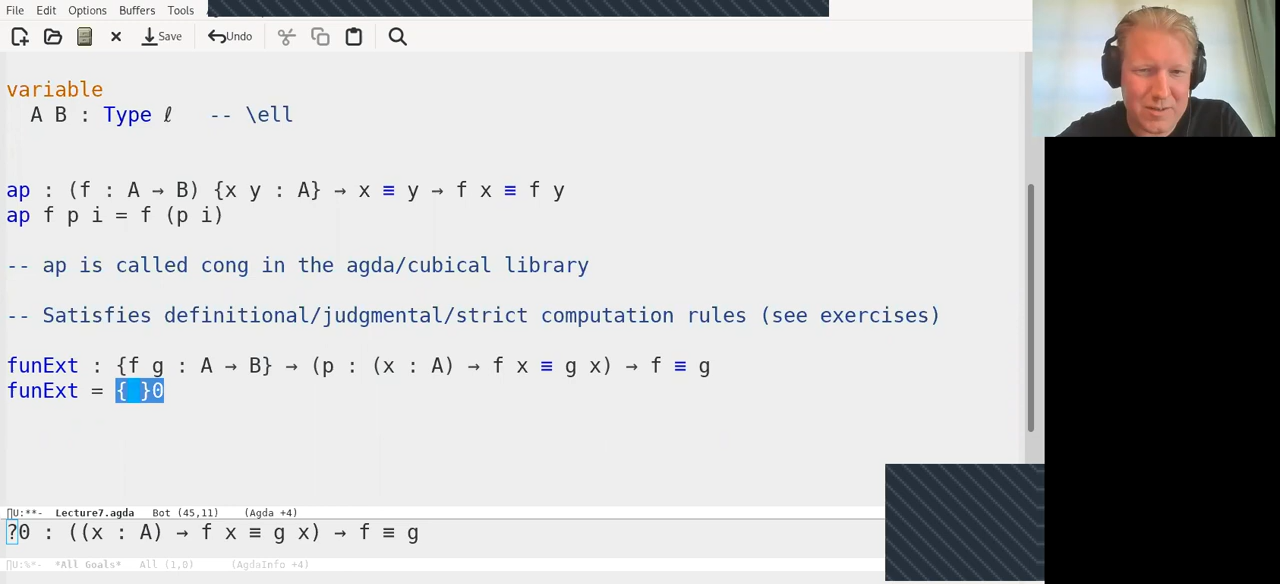 File Edit Options Buffers Tools
Save Undo
variable
A B : Type ℓ -- \ell
ap : (f : A → B) {x y : A} → x ≡ y → f x ≡ f y
ap f p i = f (p i)
-- ap is called cong in the agda/cubical library
-- Satisfies definitional/judgmental/strict computation rules (see exercises)
funExt : {f g : A → B} → (p : (x : A) → f x ≡ g x) → f ≡ g
funExt = { }0
U:**- Lecture7.agda Bot (45,11) (Agda +4)
?0 : ((x : A) → f x ≡ g x) → f ≡ g
U:%*- *All Goals* All (1,0) (AgdaInfo +4)